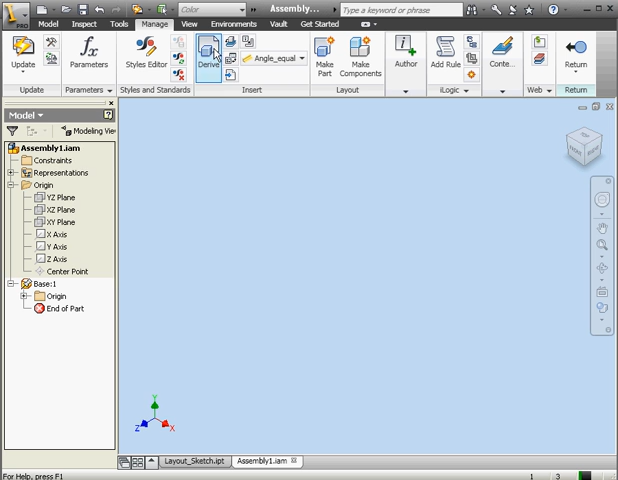 Color
Assembly...
Type a keyword or phrase
PRO
Model Inspect Tools Manage View Environments Vault Get Started
Update Parameters Styles Editor Derive Angle_equal Make Part Make Components Author Add Rule Conte... Return
Update Parameters Styles and Standards Insert Layout iLogic Web Return
Model
Modeling Vie
Assembly1.iam
Constraints
Representations
Origin
YZ Plane
XZ Plane
XY Plane
X Axis
Y Axis
Z Axis
Center Point
Base:1
Origin
End of Part
Y
Z
X
Layout_Sketch.ipt Assembly1.iam
For Help, press F1
1 3